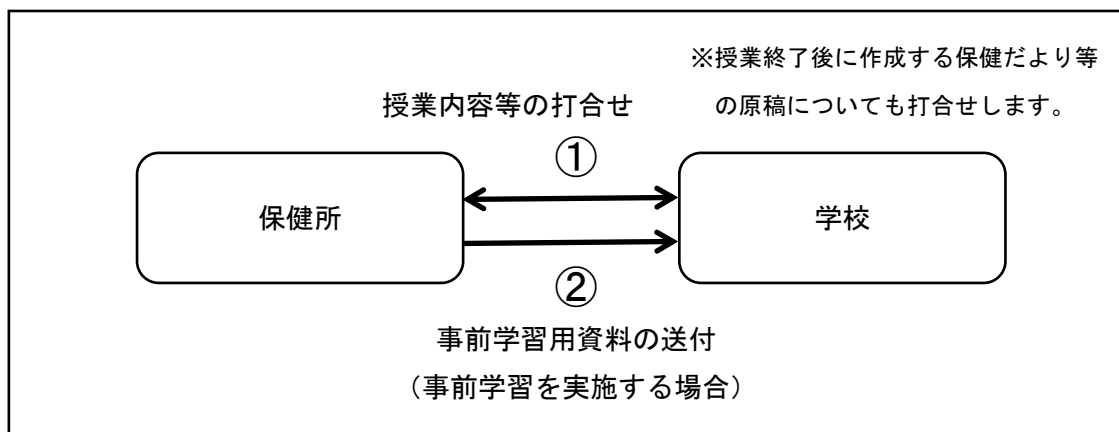 ※授業終了後に作成する保健だより等
の原稿についても打合せします。
授業内容等の打合せ
①
保健所
学校
②
事前学習用資料の送付
(事前学習を実施する場合)